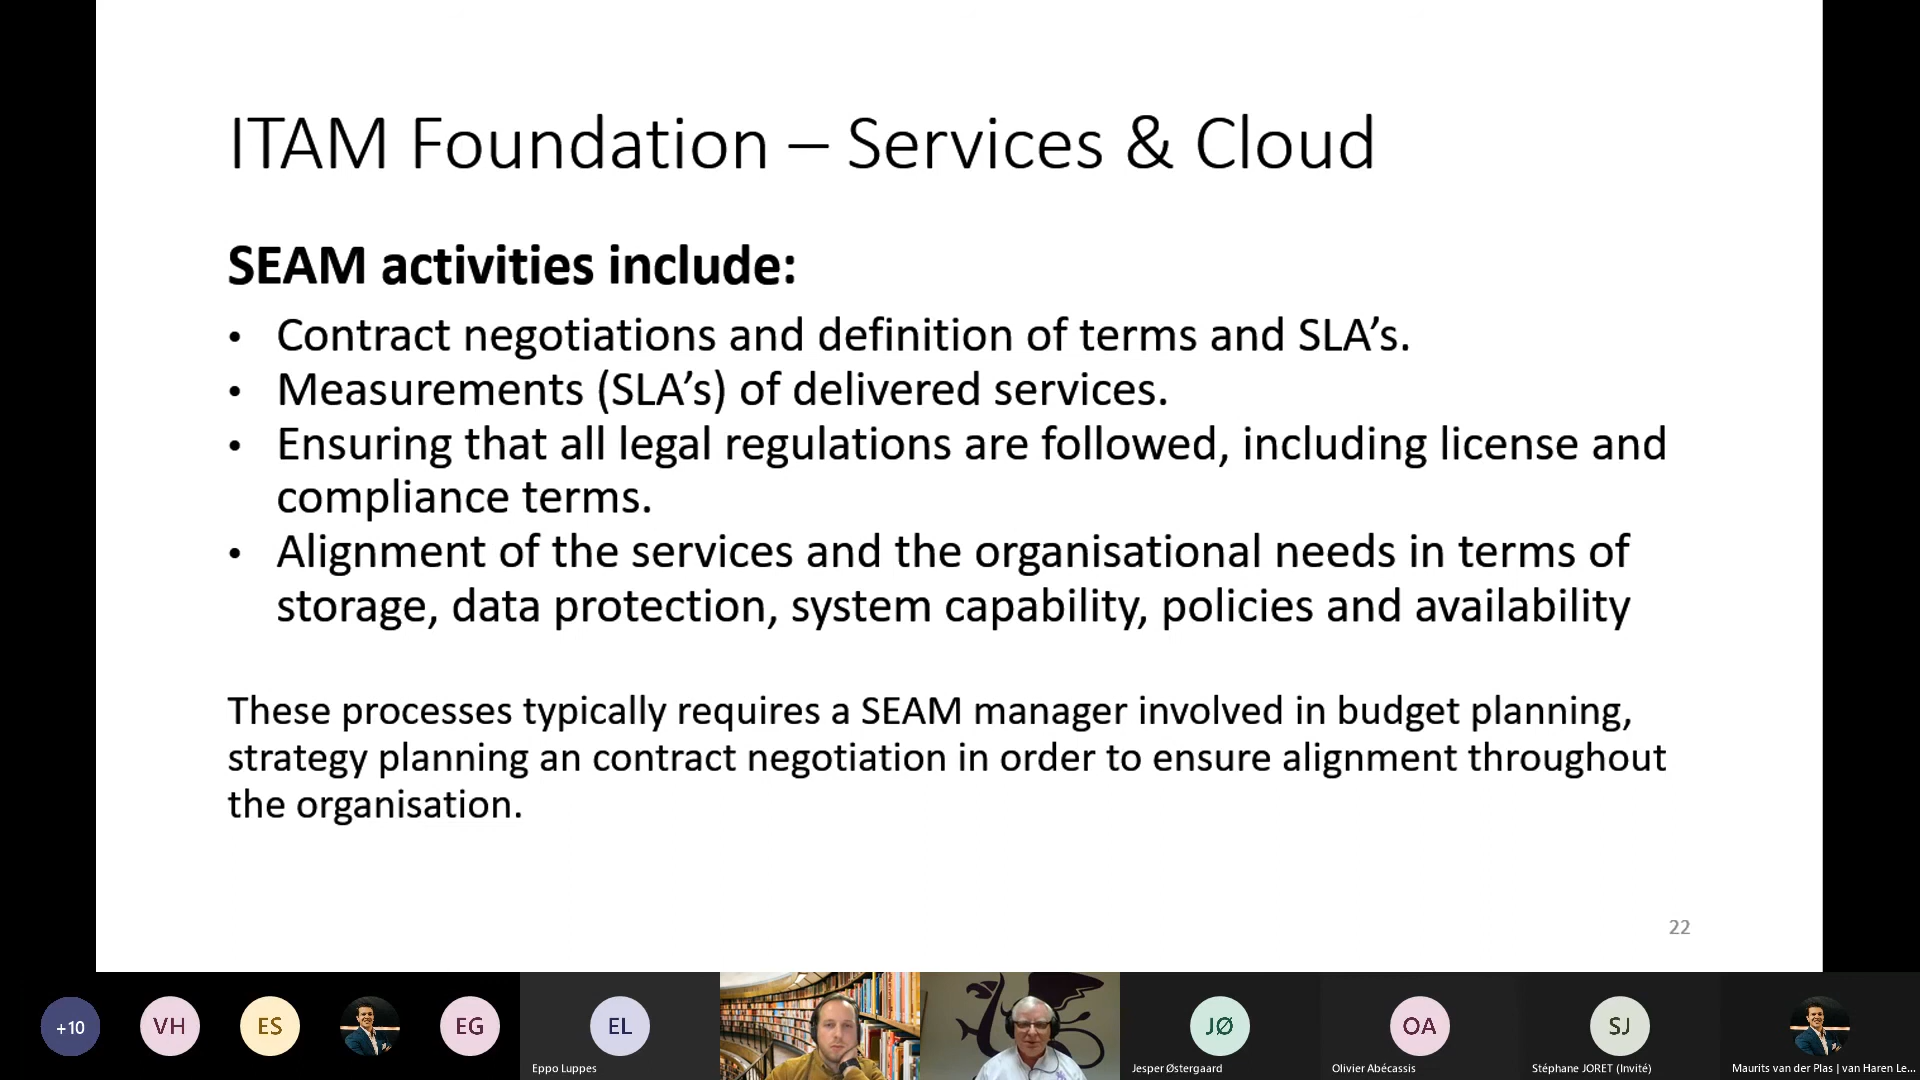 ITAM Foundation – Services & Cloud
SEAM activities include:
• Contract negotiations and definition of terms and SLA’s.
• Measurements (SLA’s) of delivered services.
• Ensuring that all legal regulations are followed, including license and
compliance terms.
• Alignment of the services and the organisational needs in terms of
storage, data protection, system capability, policies and availability
These processes typically requires a SEAM manager involved in budget planning,
strategy planning an contract negotiation in order to ensure alignment throughout
the organisation.
22
+10
VH
ES
EG
EL
Eppo Luppes
JØ
Jesper Østergaard
OA
Olivier Abécassis
SJ
Stéphane JORET (Invité)
Maurits van der Plas | van Haren Le...